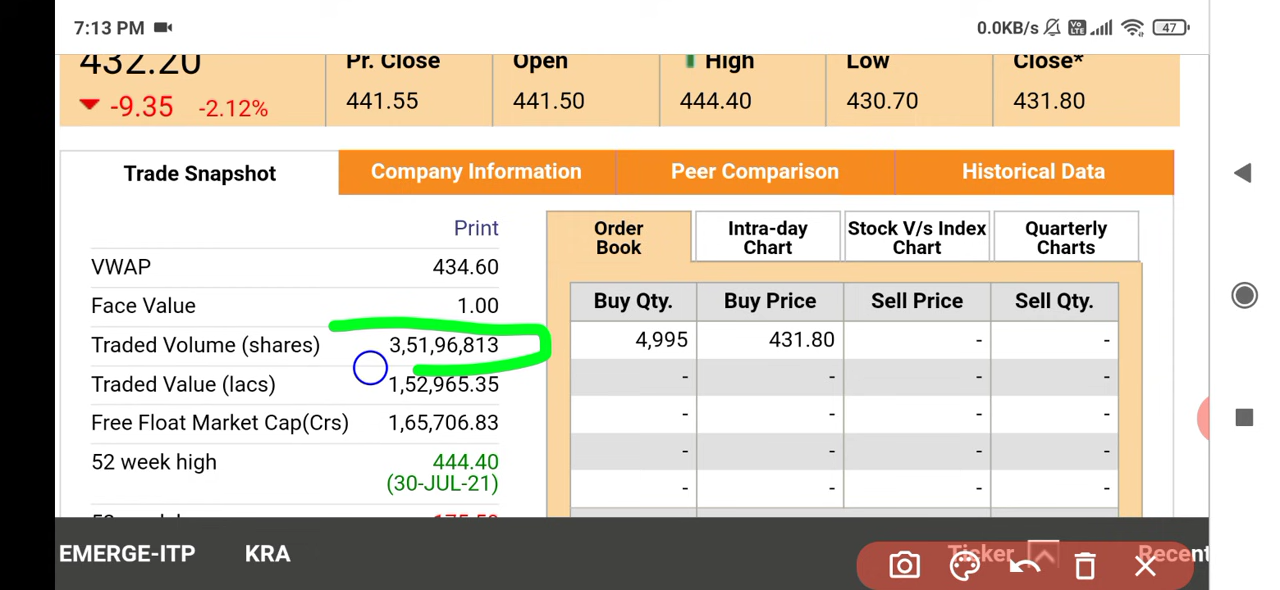 7:13 PM
0.0KB/s Vo LTE 47
432.20 Pr. Close Open High Low Close*
-9.35 -2.12% 441.55 441.50 444.40 430.70 431.80
Trade Snapshot Company Information Peer Comparison Historical Data
Print
VWAP 434.60
Face Value 1.00
Traded Volume (shares) 3,51,96,813
Traded Value (lacs) 1,52,965.35
Free Float Market Cap(Crs) 1,65,706.83
52 week high 444.40
(30-JUL-21)
Order Book Intra-day Chart Stock V/s Index Chart Quarterly Charts
Buy Qty. Buy Price Sell Price Sell Qty.
4,995 431.80 - -
- - - -
- - - -
- - - -
- - - -
EMERGE-ITP KRA Ticker Recent